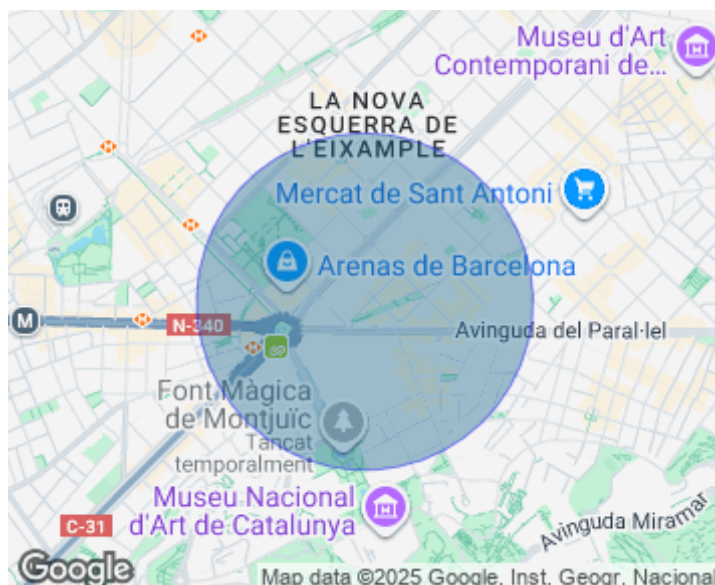 Museu d'Art
Contemporani de...
LA NOVA
ESQUERRA DE
L'EIXAMPLE
Mercat de Sant Antoni
Arenas de Barcelona
M
N-340
Avinguda del Paral·lel
Font Màgica
de Montjuïc
Tancat
temporalment
Museu Nacional
d'Art de Catalunya
C-31
Avinguda Miramar
Google
Map data ©2025 Google, Inst. Geogr. Nacional